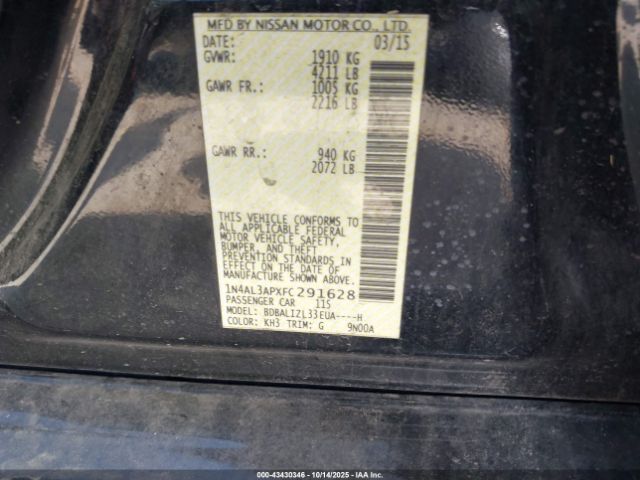 MFD BY NISSAN MOTOR CO., LTD.
DATE: 03/15
GVWR: 1910 KG
4211 LB
GAWR FR.: 1005 KG
2216 LB
GAWR RR.: 940 KG
2072 LB
THIS VEHICLE CONFORMS TO
ALL APPLICABLE FEDERAL
MOTOR VEHICLE SAFETY,
BUMPER, AND THEFT
PREVENTION STANDARDS IN
EFFECT ON THE DATE OF
MANUFACTURE SHOWN ABOVE.
1N4AL3APXFC291628
PASSENGER CAR 115
MODEL: BDBALIZL33EUA----H
COLOR: KH3 TRIM: G 9N00A
000-43430346 - 10/14/2025 - IAAI.com